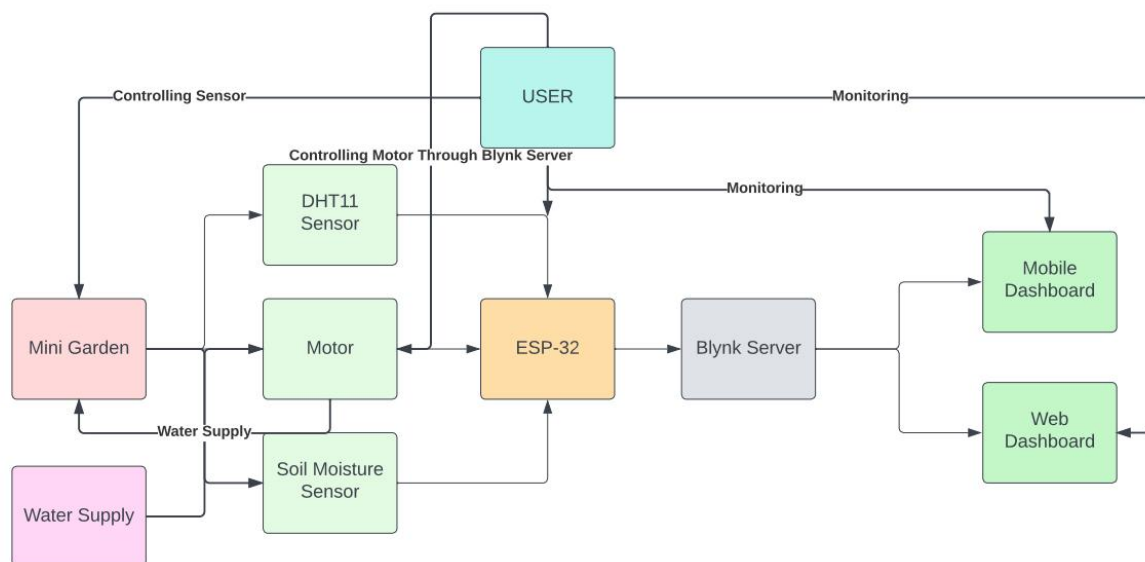 USER
Controlling Sensor
Monitoring
Controlling Motor Through Blynk Server
Monitoring
DHT11
Sensor
Mobile
Dashboard
Mini Garden
Motor
ESP-32
Blynk Server
Water Supply
Web
Dashboard
Soil Moisture
Sensor
Water Supply